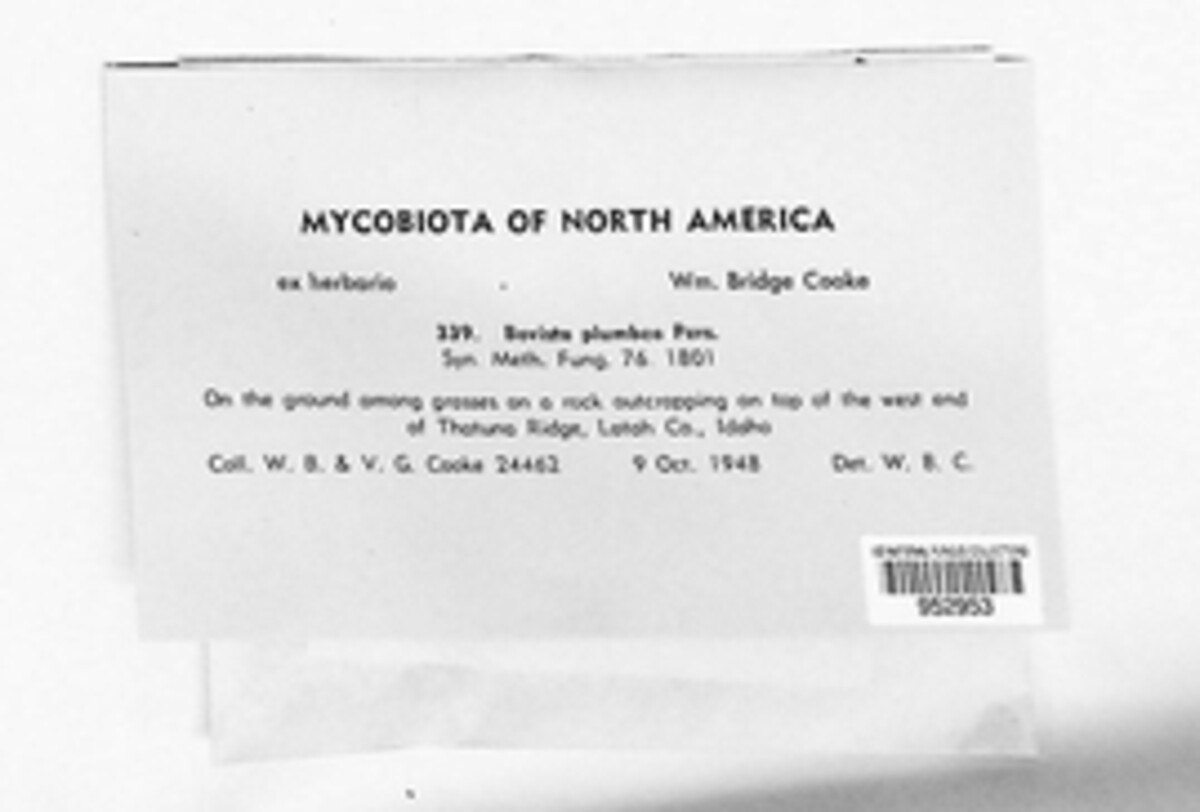 MYCOBIOTA OF NORTH AMERICA
ex herbario Wm. Bridge Cooke
339. Bovista plumbea Pers.
Syn. Meth. Fung. 76. 1801
On the ground among grasses on a rock outcropping on top of the west end
of Thatuna Ridge, Latah Co., Idaho
Coll. W. B. & V. G. Cooke 24462 9 Oct. 1948 Det. W. B. C.
952953